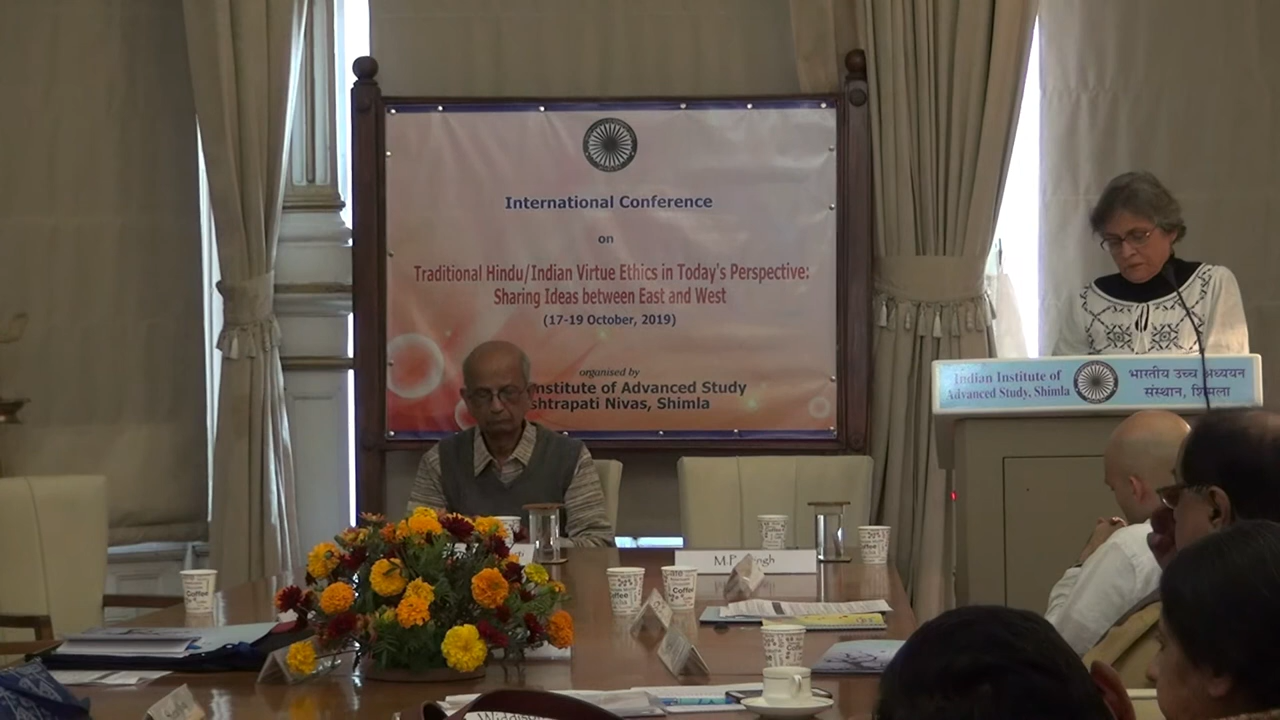 International Conference
on
Traditional Hindu/Indian Virtue Ethics in Today's Perspective:
Sharing Ideas between East and West
(17-19 October, 2019)
organised by
Institute of Advanced Study
shtrapati Nivas, Shimla
Indian Institute of
Advanced Study, Shimla
भारतीय उच्च अध्ययन
संस्थान, शिमला
Coffee
Coffee